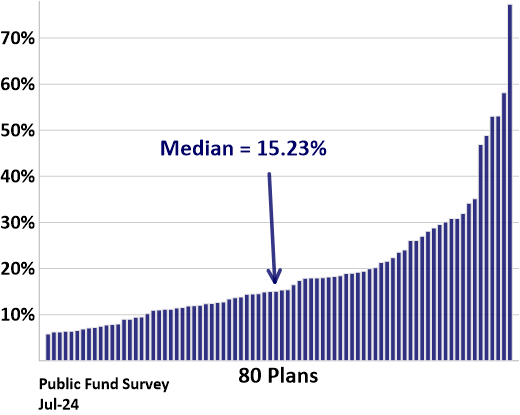 70%
60%
50%
Median = 15.23%
40%
30%
20%
10%
80 Plans
Public Fund Survey
Jul-24